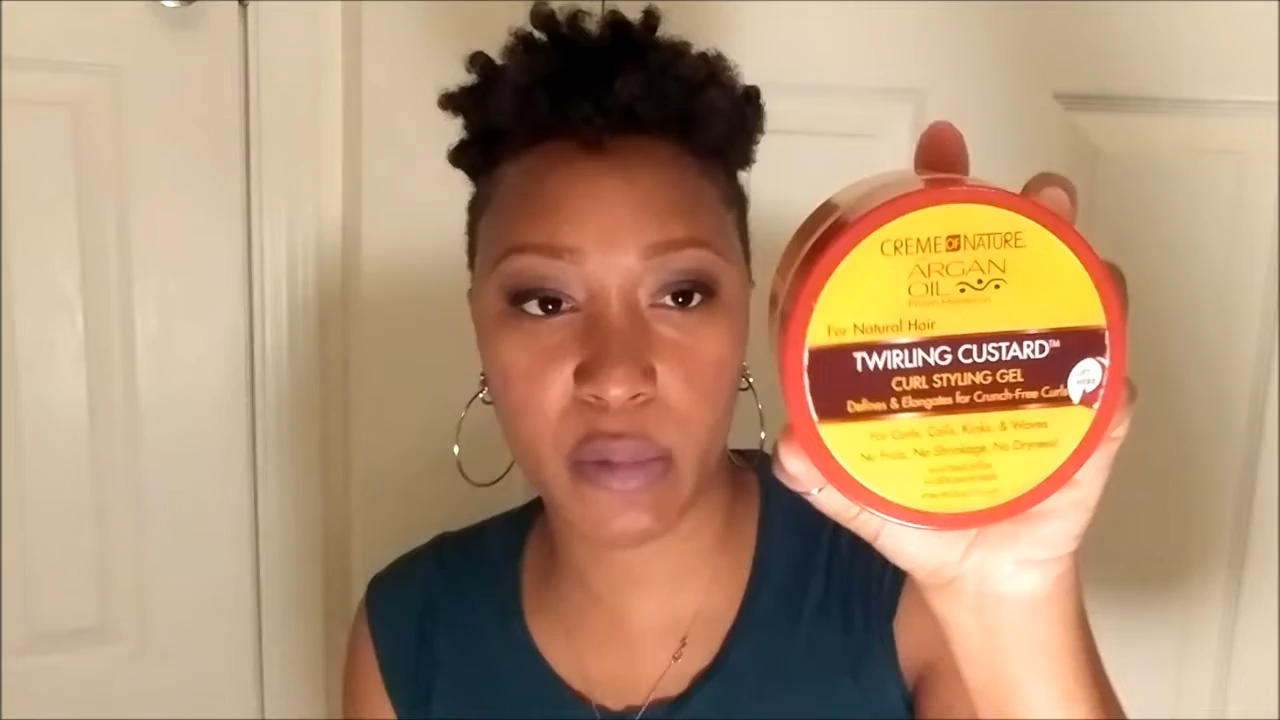 CREME OF NATURE
ARGAN
OIL
For Natural Hair
TWIRLING CUSTARD™
CURL STYLING GEL
Defines & Elongates for Crunch-Free Curls
For Curls, Coils, Kinks, & Waves
No Frizz, No Shrinkage, No Dryness!